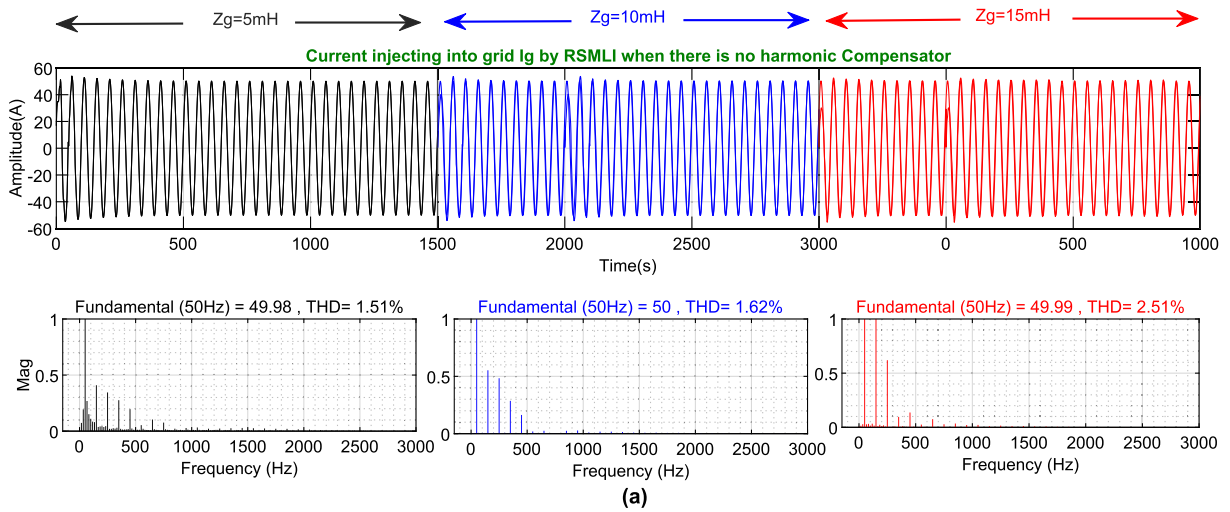 Zg=5mH Zg=10mH Zg=15mH
Current injecting into grid Ig by RSMLI when there is no harmonic Compensator
Amplitude(A)
60
40
20
0
-20
-40
-60
0 500 1000 1500 2000 2500 3000 0 500 1000
Time(s)
Fundamental (50Hz) = 49.98 , THD= 1.51% Fundamental (50Hz) = 50 , THD= 1.62% Fundamental (50Hz) = 49.99 , THD= 2.51%
Mag
1 1 1
0.5 0.5 0.5
0 0 0
0 500 1000 1500 2000 2500 3000 0 500 1000 1500 2000 2500 3000 0 500 1000 1500 2000 2500 3000
Frequency (Hz) Frequency (Hz) Frequency (Hz)
(a)